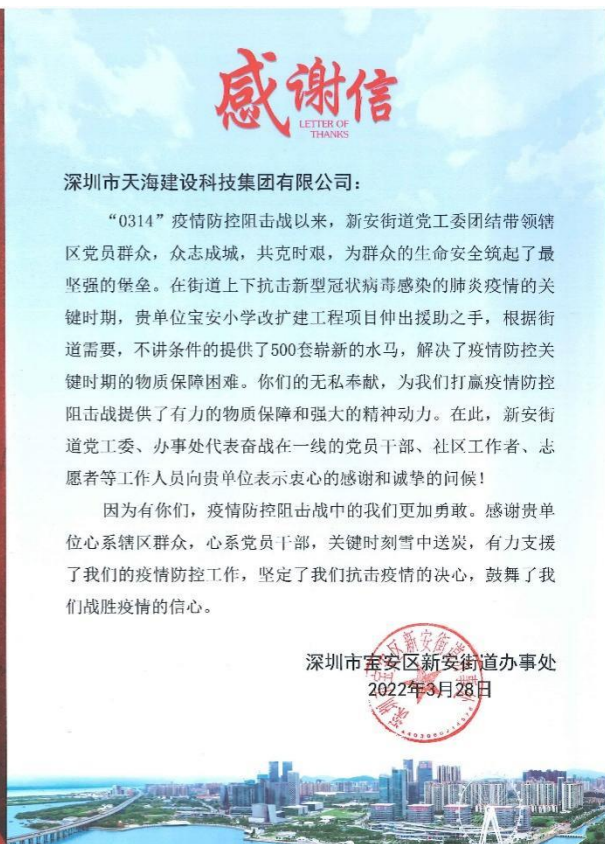 感谢信
LETTER OF
THANKS
深圳市天海建设科技集团有限公司：
“0314”疫情防控阻击战以来，新安街道党工委团结带领辖
区党员群众，众志成城，共克时艰，为群众的生命安全筑起了最
坚强的堡垒。在街道上下抗击新型冠状病毒感染的肺炎疫情的关
键时期，贵单位宝安小学改扩建工程项目伸出援助之手，根据街
道需要，不讲条件的提供了500套崭新的水马，解决了疫情防控关
键时期的物质保障困难。你们的无私奉献，为我们打赢疫情防控
阻击战提供了有力的物质保障和强大的精神动力。在此，新安街
道党工委、办事处代表奋战在一线的党员干部、社区工作者、志
愿者等工作人员向贵单位表示衷心的感谢和诚挚的问候！
因为有你们，疫情防控阻击战中的我们更加勇敢。感谢贵单
位心系辖区群众，心系党员干部，关键时刻雪中送炭，有力支援
了我们的疫情防控工作，坚定了我们抗击疫情的决心，鼓舞了我
们战胜疫情的信心。
深圳市宝安区新安街道办事处
2022年3月28日